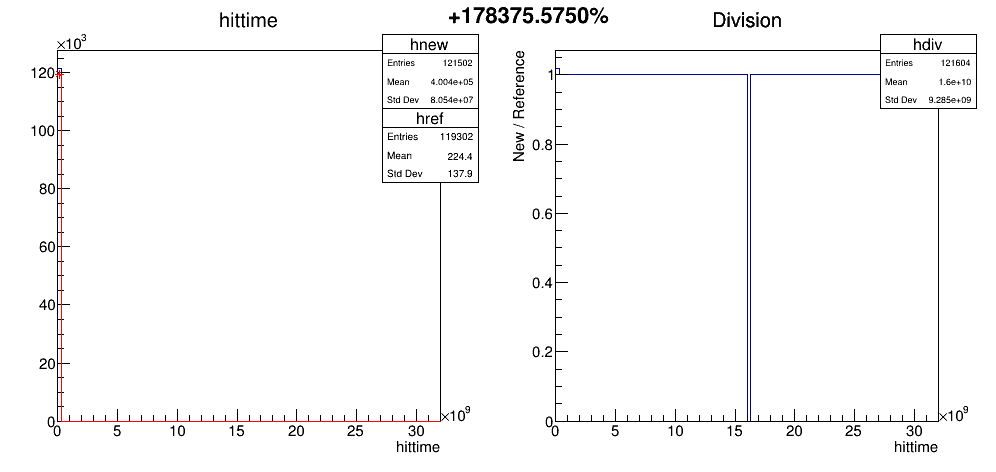 +178375.5750%
hittime
×10³
hnew
Entries 121502
Mean 4.004e+05
Std Dev 8.054e+07
href
Entries 119302
Mean 224.4
Std Dev 137.9
120
100
80
60
40
20
0
0 5 10 15 20 25 30 ×10⁹
hittime
Division
hdiv
Entries 121604
Mean 1.6e+10
Std Dev 9.285e+09
New / Reference
1
0.8
0.6
0.4
0.2
0
0 5 10 15 20 25 30 ×10⁹
hittime